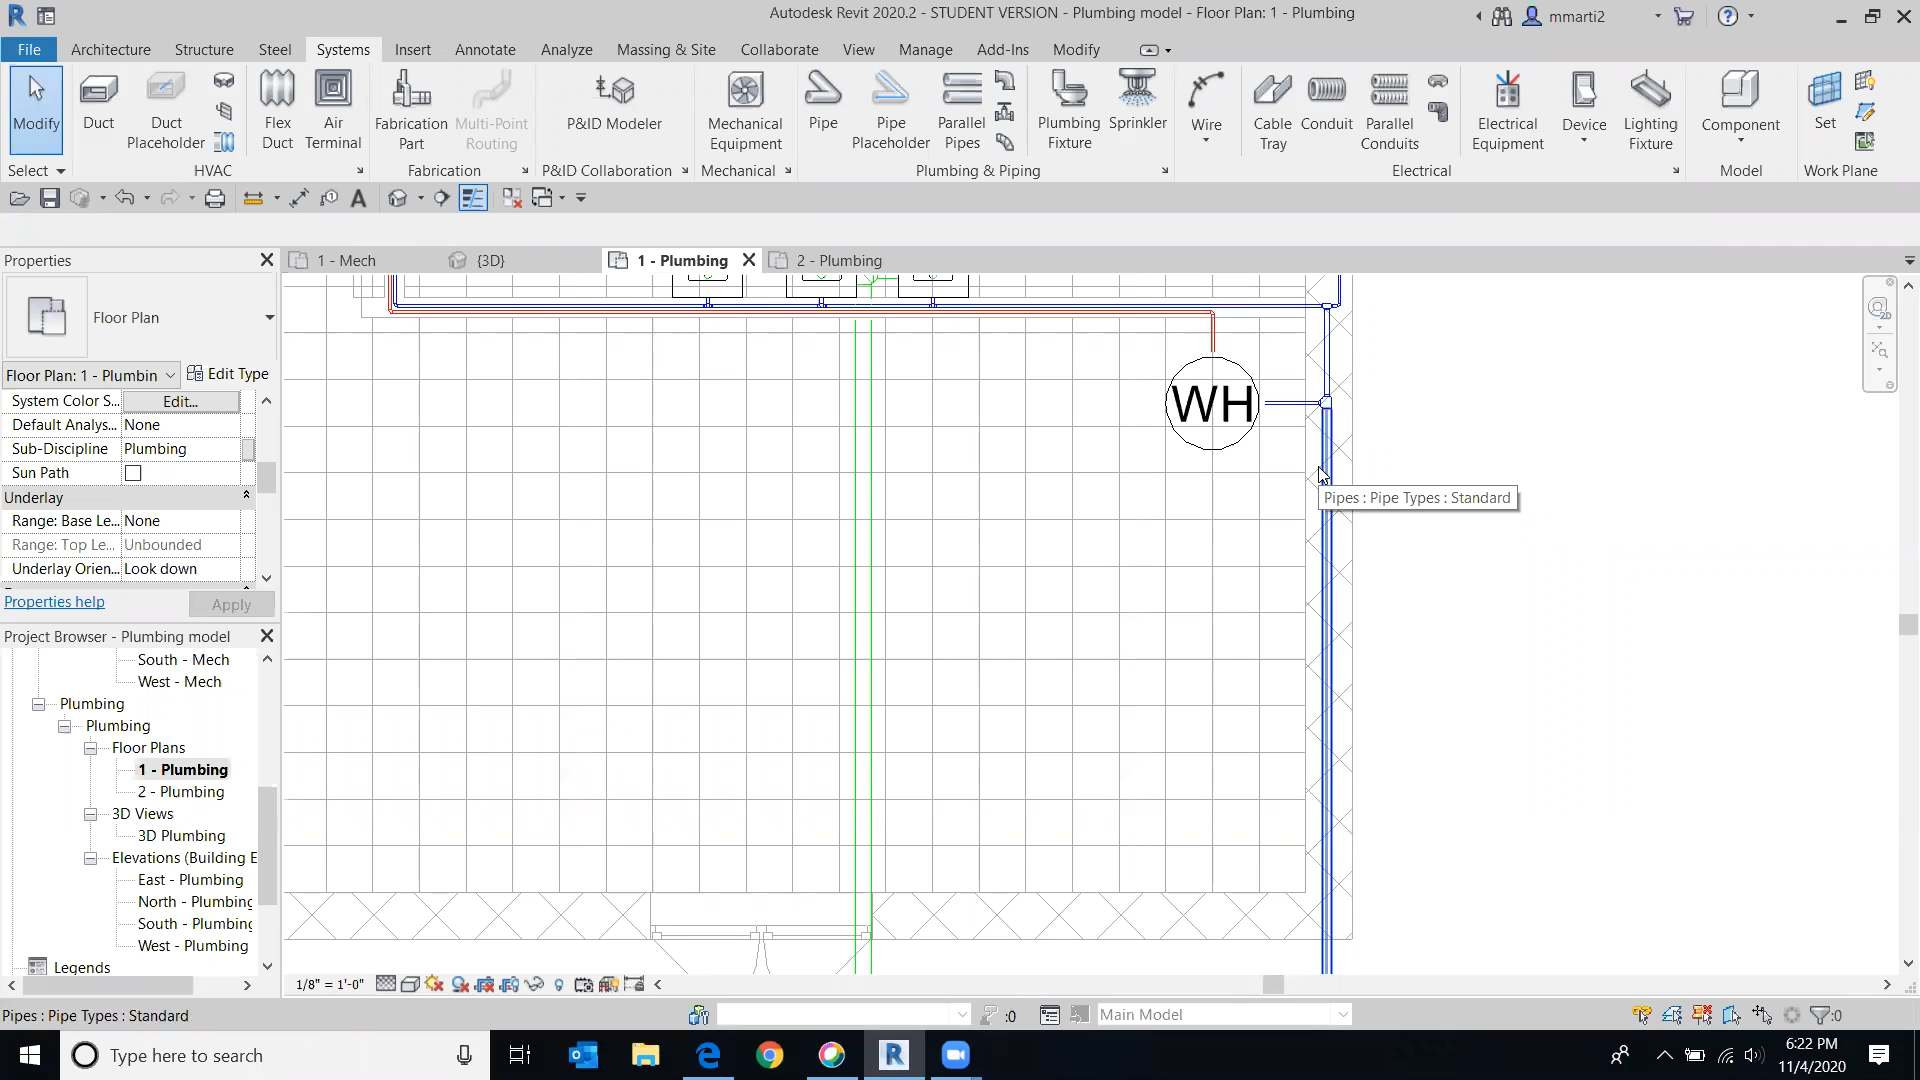 Autodesk Revit 2020.2 - STUDENT VERSION - Plumbing model - Floor Plan: 1 - Plumbing
mmarti2
File Architecture Structure Steel Systems Insert Annotate Analyze Massing & Site Collaborate View Manage Add-Ins Modify
Modify Duct Duct Placeholder Flex Duct Air Terminal Fabrication Part Multi-Point Routing P&ID Modeler Mechanical Equipment Pipe Pipe Placeholder Parallel Pipes Plumbing Fixture Sprinkler Wire Cable Tray Conduit Parallel Conduits Electrical Equipment Device Lighting Fixture Component Set
Select HVAC Fabrication P&ID Collaboration Mechanical Plumbing & Piping Electrical Model Work Plane
Properties
1 - Mech {3D} 1 - Plumbing 2 - Plumbing
Floor Plan
Floor Plan: 1 - Plumbin Edit Type
System Color S... Edit...
Default Analys... None
Sub-Discipline Plumbing
Sun Path
Underlay
Range: Base Le... None
Range: Top Le... Unbounded
Underlay Orien... Look down
Properties help Apply
WH
Pipes : Pipe Types : Standard
Project Browser - Plumbing model
South - Mech
West - Mech
Plumbing
Plumbing
Floor Plans
1 - Plumbing
2 - Plumbing
3D Views
3D Plumbing
Elevations (Building E
East - Plumbing
North - Plumbing
South - Plumbing
West - Plumbing
Legends
1/8" = 1'-0"
Pipes : Pipe Types : Standard
:0
Main Model
:0
Type here to search
6:22 PM
11/4/2020